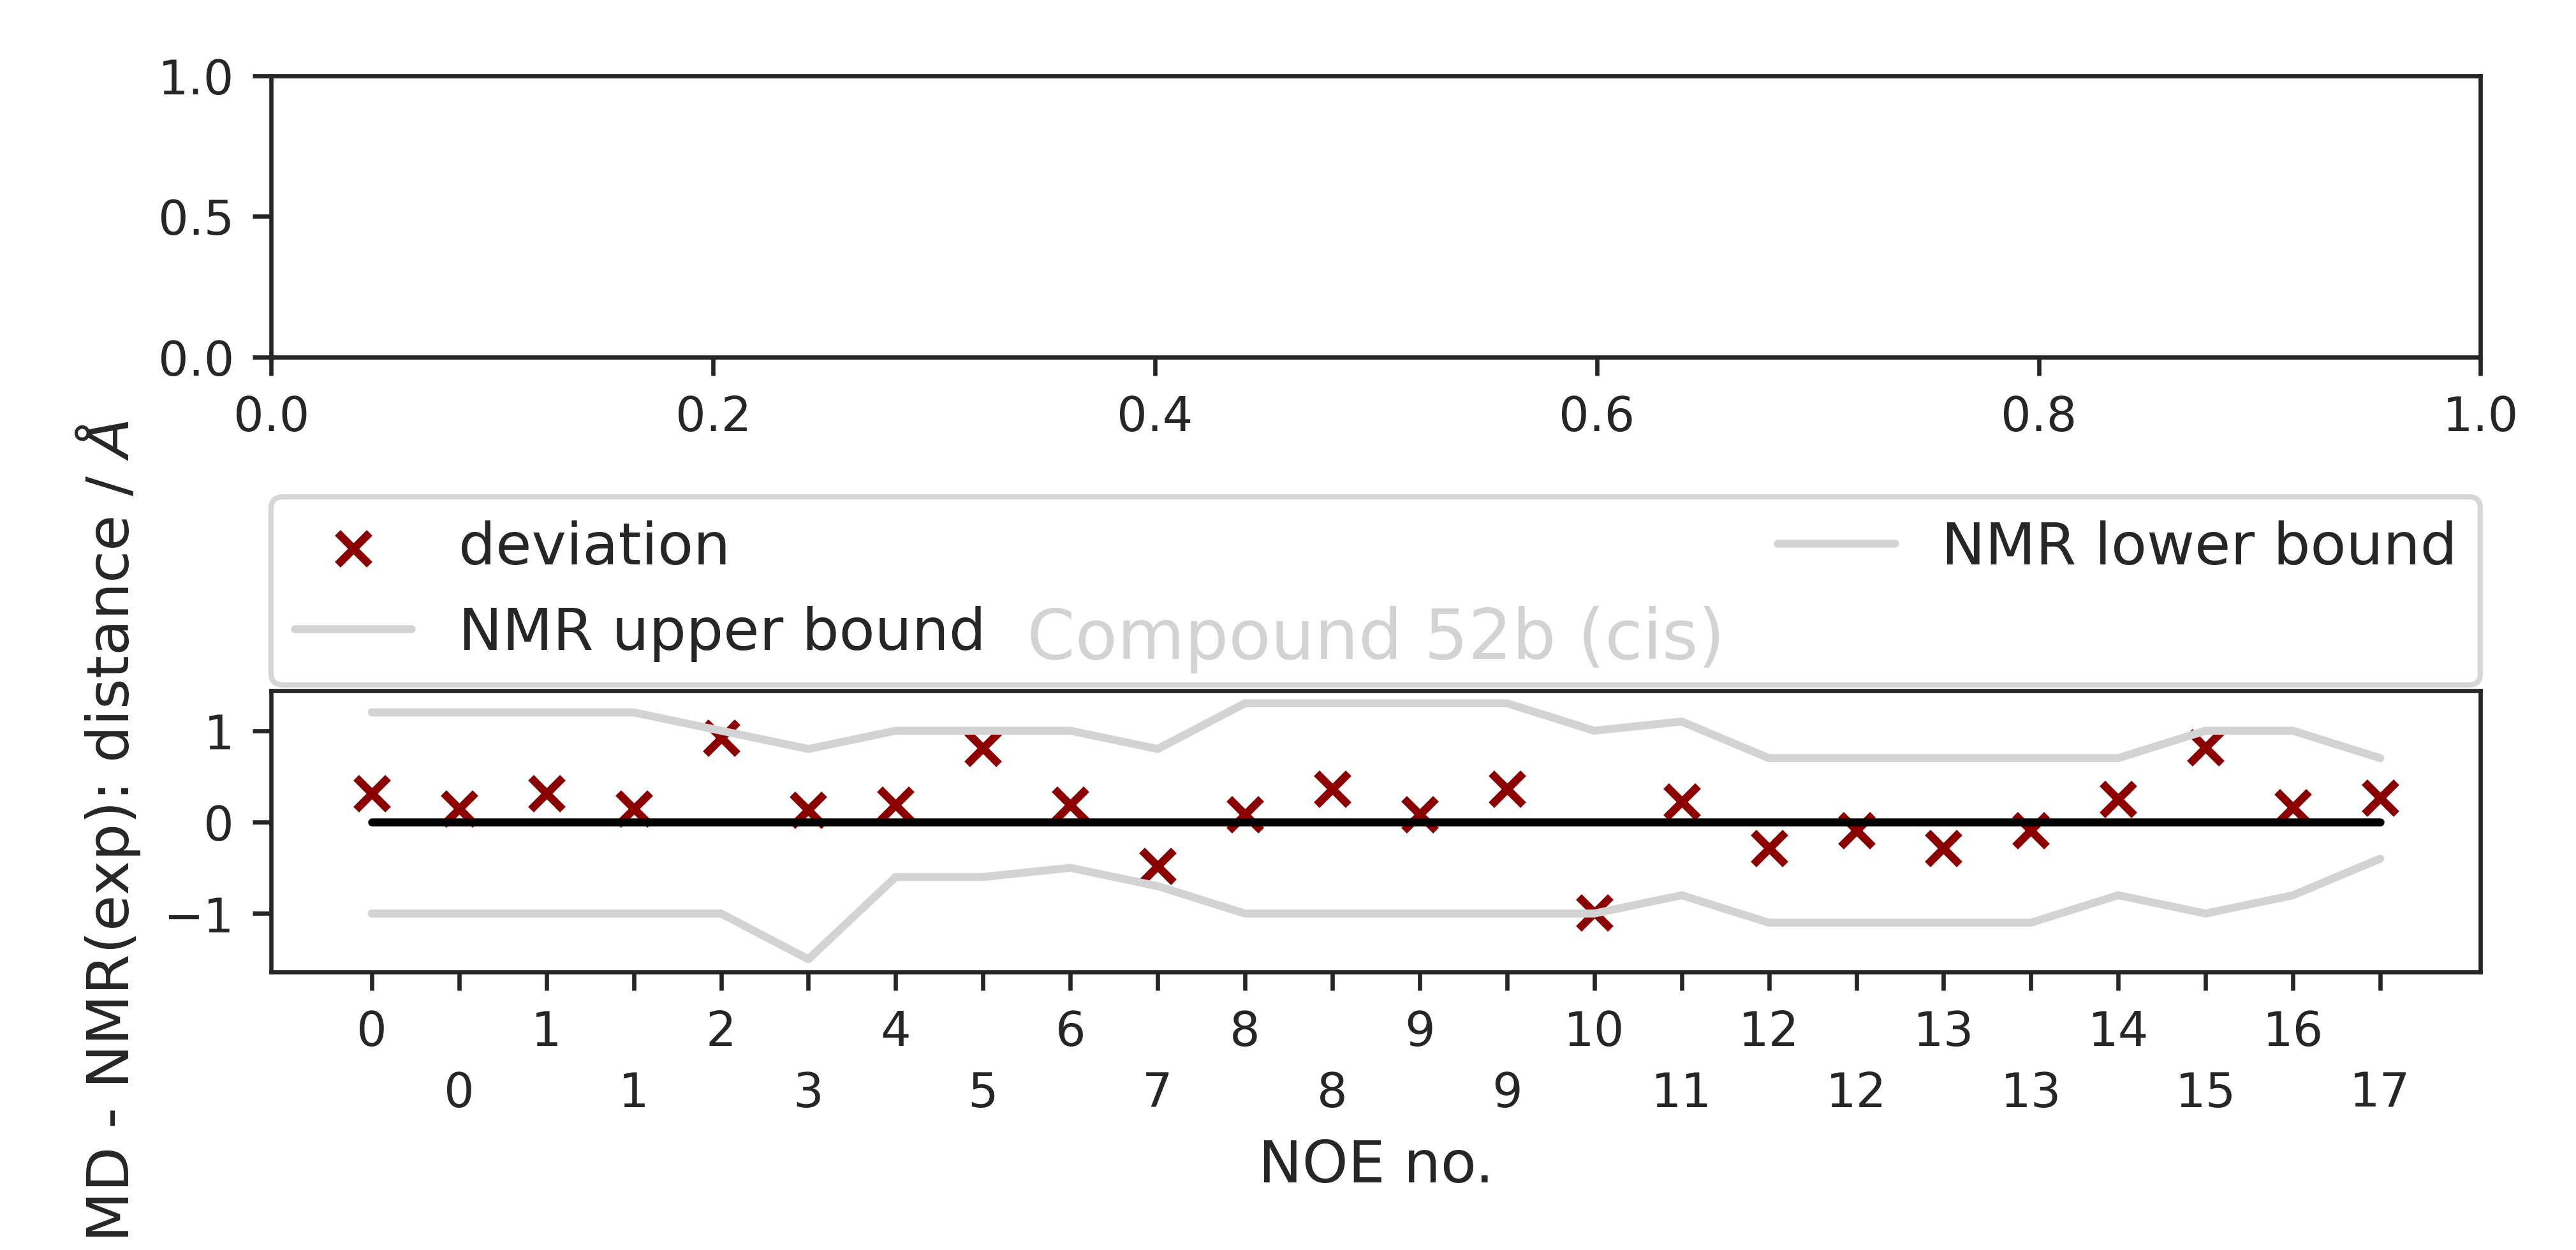 1.0
0.5
0.0
0.0 0.2 0.4 0.6 0.8 1.0
MD - NMR(exp): distance / Å
deviation
NMR upper bound
NMR lower bound
Compound 52b (cis)
1
0
−1
0 1 2 4 6 8 9 10 12 13 14 16
0 1 3 5 7 8 9 11 12 13 15 17
NOE no.